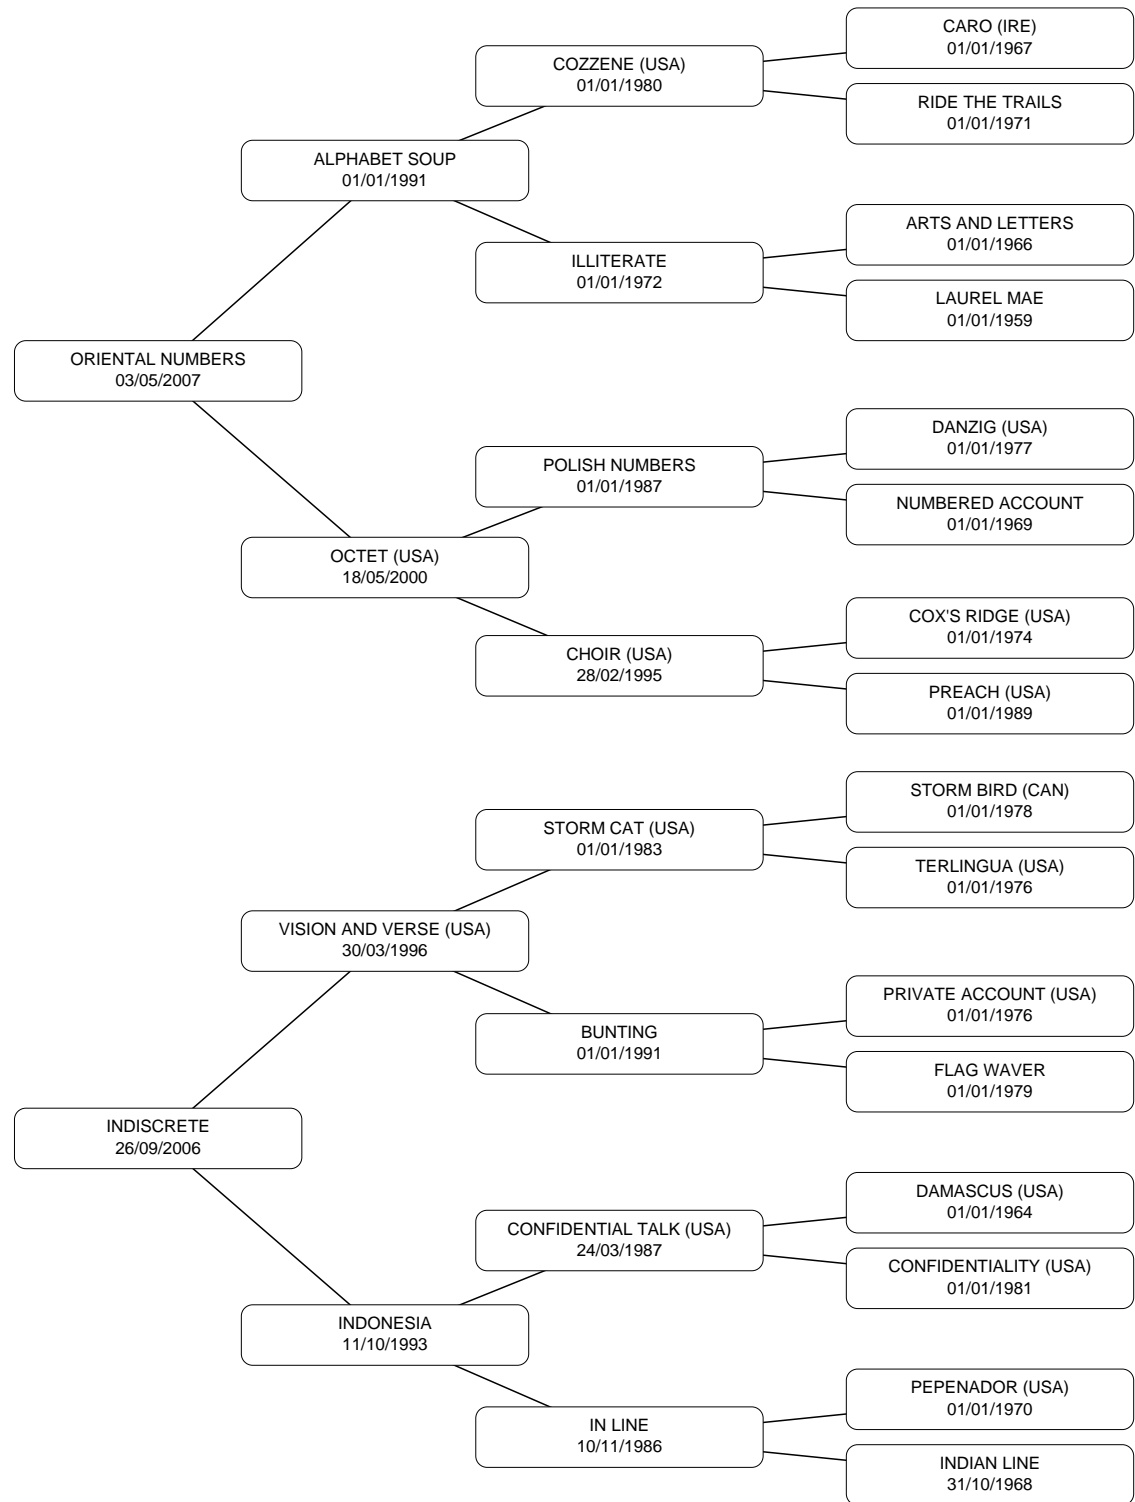 CARO (IRE)
01/01/1967
COZZENE (USA)
01/01/1980
RIDE THE TRAILS
01/01/1971
ALPHABET SOUP
01/01/1991
ARTS AND LETTERS
01/01/1966
ILLITERATE
01/01/1972
LAUREL MAE
01/01/1959
ORIENTAL NUMBERS
03/05/2007
DANZIG (USA)
01/01/1977
POLISH NUMBERS
01/01/1987
NUMBERED ACCOUNT
01/01/1969
OCTET (USA)
18/05/2000
COX'S RIDGE (USA)
01/01/1974
CHOIR (USA)
28/02/1995
PREACH (USA)
01/01/1989
STORM BIRD (CAN)
01/01/1978
STORM CAT (USA)
01/01/1983
TERLINGUA (USA)
01/01/1976
VISION AND VERSE (USA)
30/03/1996
PRIVATE ACCOUNT (USA)
01/01/1976
BUNTING
01/01/1991
FLAG WAVER
01/01/1979
INDISCRETE
26/09/2006
DAMASCUS (USA)
01/01/1964
CONFIDENTIAL TALK (USA)
24/03/1987
CONFIDENTIALITY (USA)
01/01/1981
INDONESIA
11/10/1993
PEPENADOR (USA)
01/01/1970
IN LINE
10/11/1986
INDIAN LINE
31/10/1968